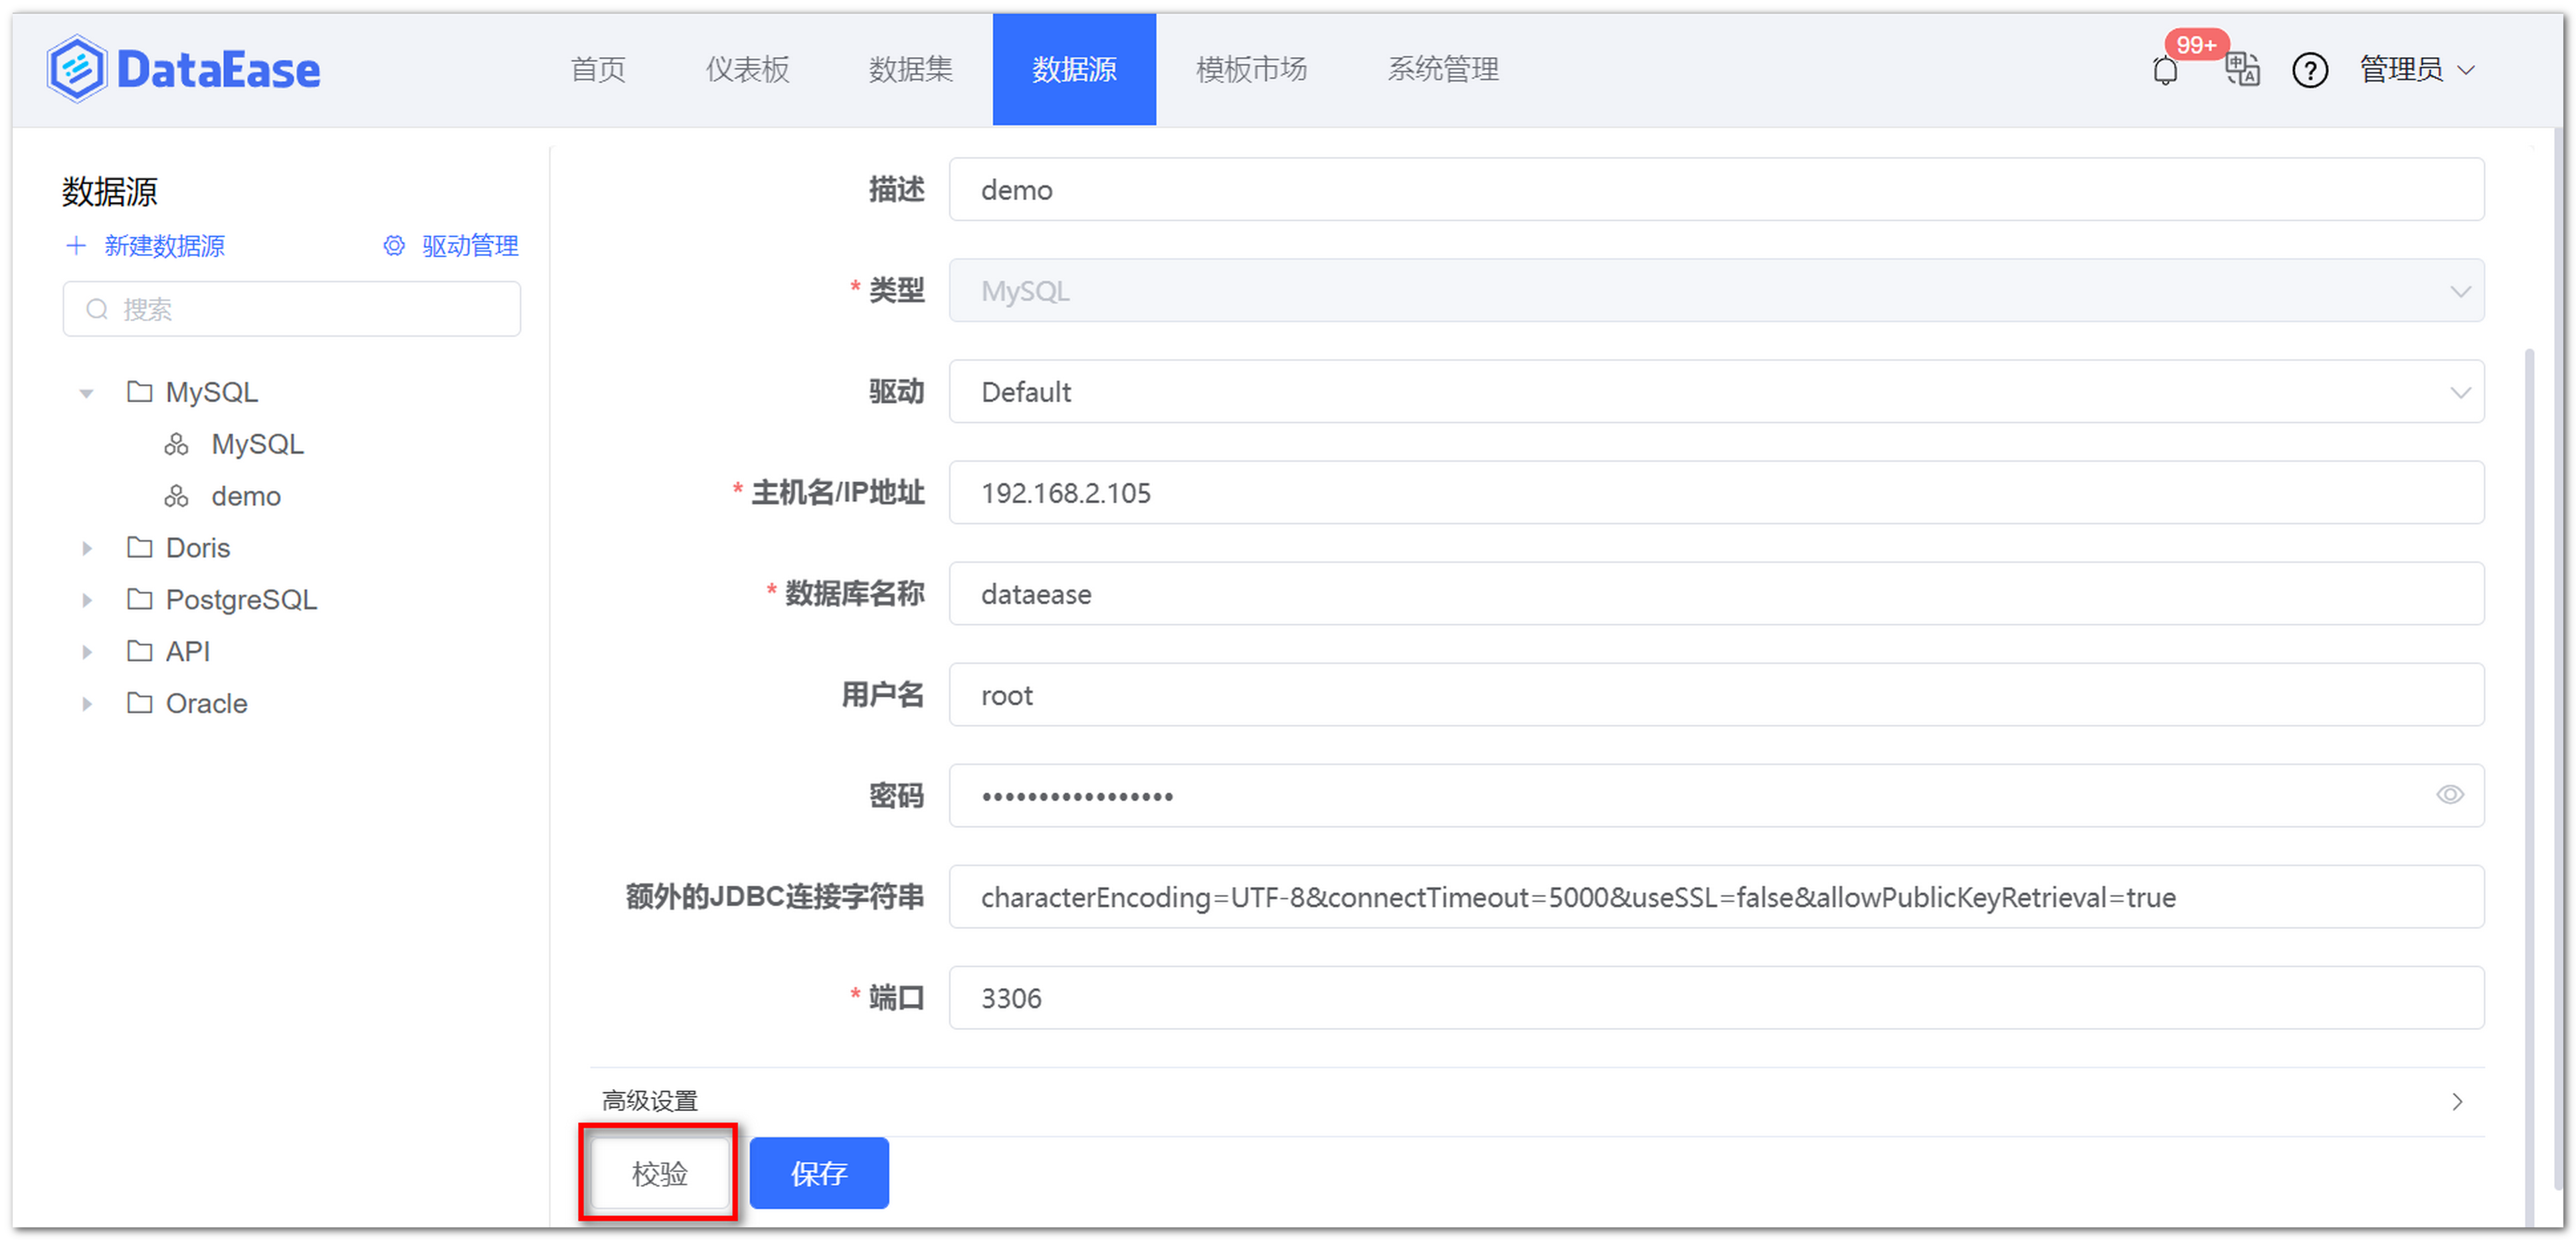 DataEase
首页 仪表板 数据集 数据源 模板市场 系统管理 99+ 中 A ? 管理员
数据源
新建数据源 驱动管理
搜索
MySQL
MySQL
demo
Doris
PostgreSQL
API
Oracle
描述 demo
* 类型 MySQL
驱动 Default
* 主机名/IP地址 192.168.2.105
* 数据库名称 dataease
用户名 root
密码 •••••••••••••••••
额外的JDBC连接字符串 characterEncoding=UTF-8&connectTimeout=5000&useSSL=false&allowPublicKeyRetrieval=true
* 端口 3306
高级设置
校验 保存